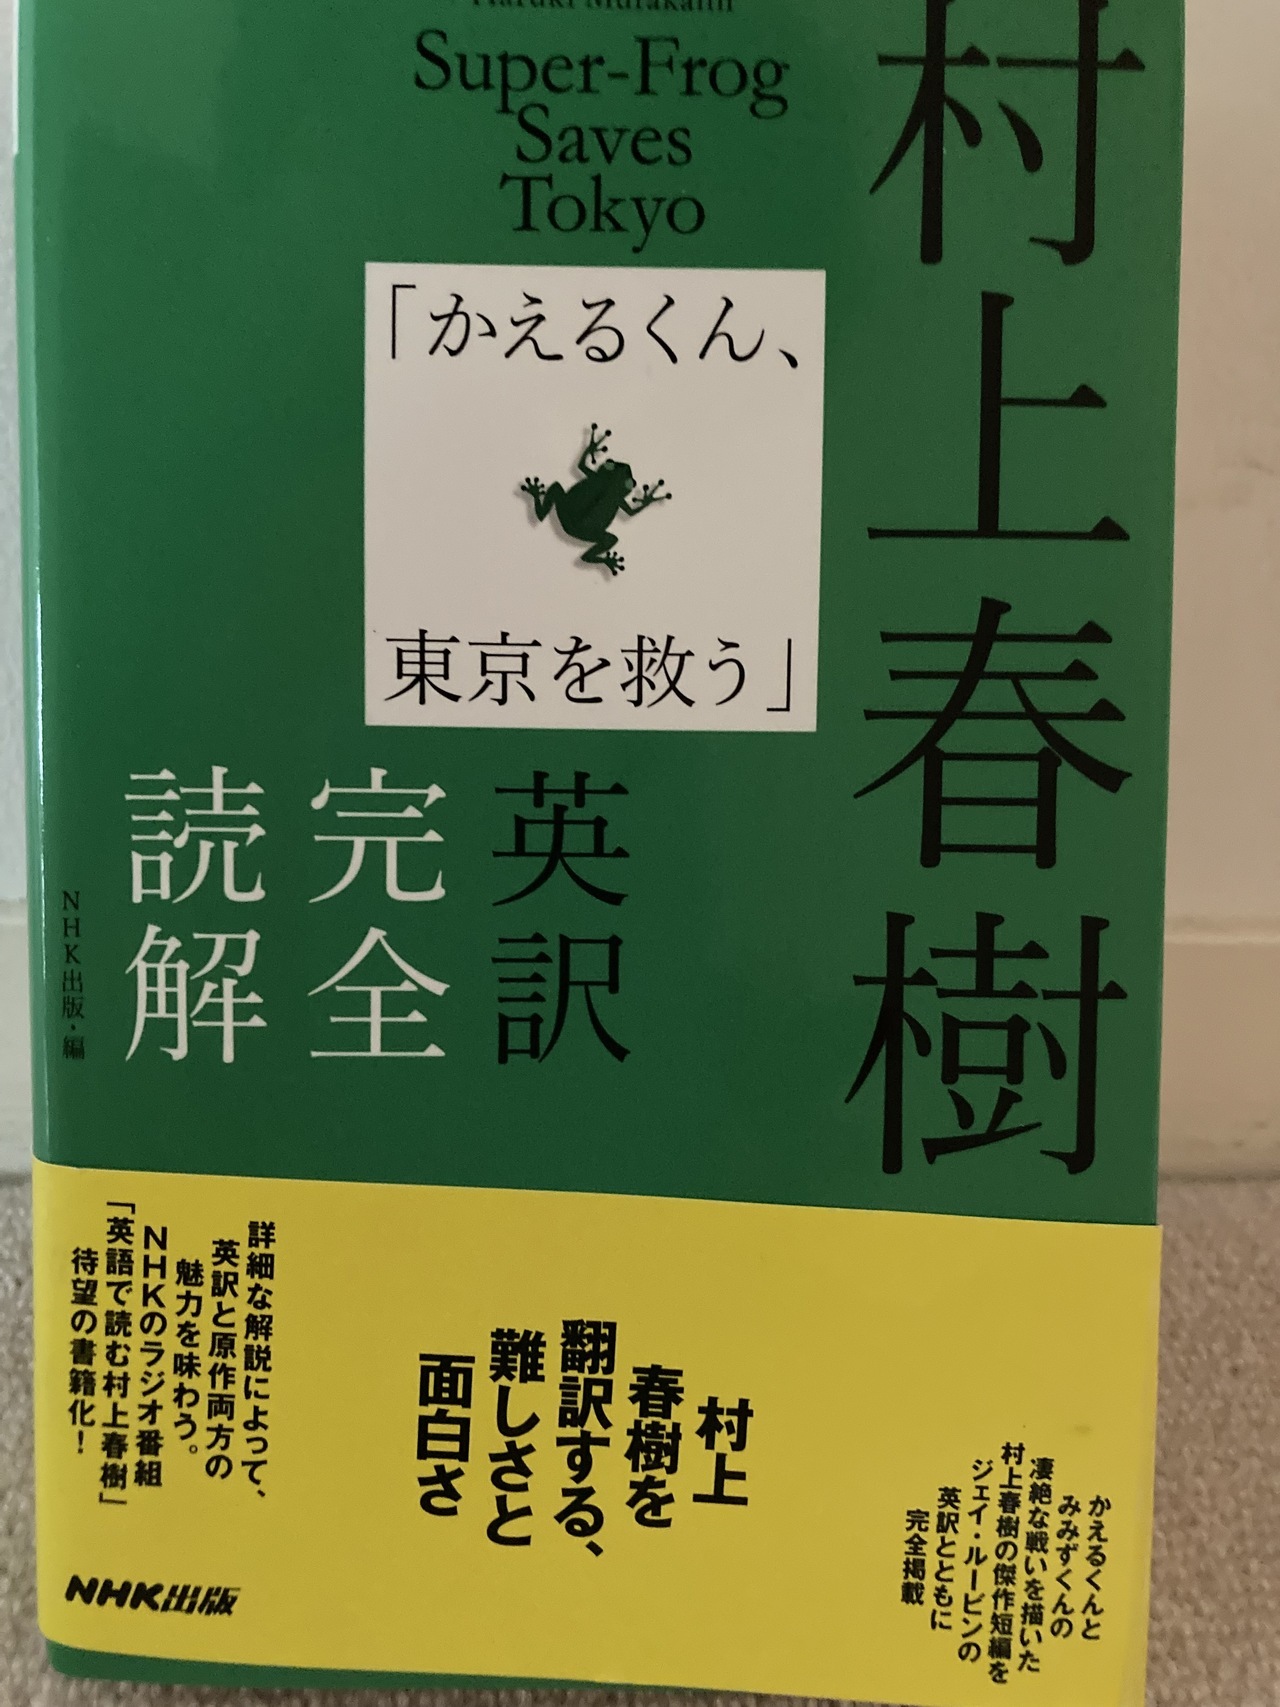 Haruki Murakami
Super-Frog
Saves
Tokyo
村上春樹
「かえるくん、
東京を救う」
英訳
完全
読解
NHK出版・編
かえるくんと
みみずくんの
凄絶な戦いを描いた
村上春樹の傑作短編を
ジェイ・ルービンの
英訳とともに
完全掲載
村上
春樹を
翻訳する、
難しさと
面白さ
詳細な解説によって、
英訳と原作両方の
魅力を味わう。
NHKのラジオ番組
「英語で読む村上春樹」
待望の書籍化！
NHK出版